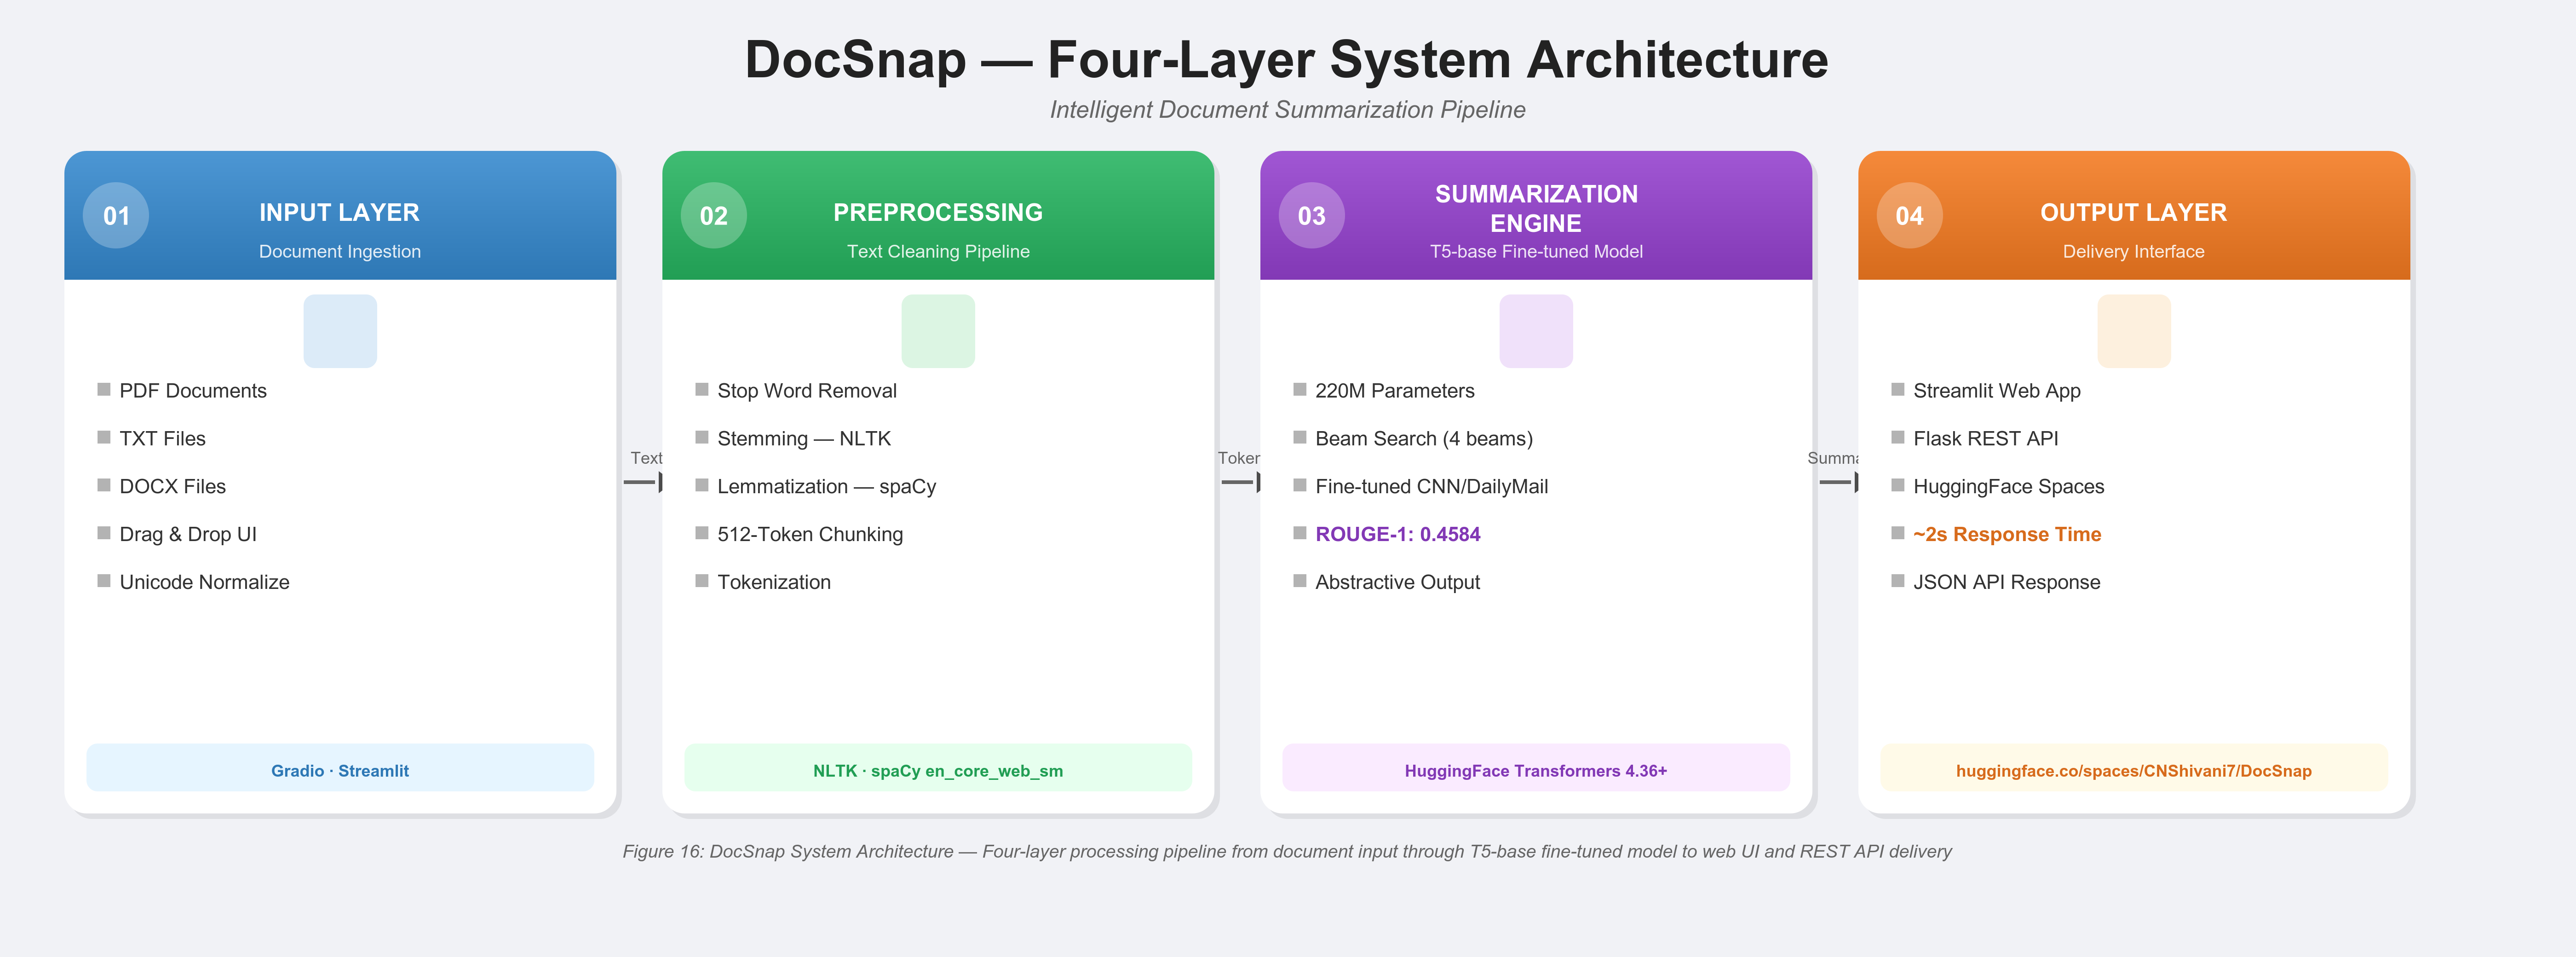 DocSnap — Four-Layer System Architecture
Intelligent Document Summarization Pipeline
01
INPUT LAYER
Document Ingestion
PDF Documents
TXT Files
DOCX Files
Drag & Drop UI
Unicode Normalize
Gradio · Streamlit
Text
02
PREPROCESSING
Text Cleaning Pipeline
Stop Word Removal
Stemming — NLTK
Lemmatization — spaCy
512-Token Chunking
Tokenization
NLTK · spaCy en_core_web_sm
Token
03
SUMMARIZATION
ENGINE
T5-base Fine-tuned Model
220M Parameters
Beam Search (4 beams)
Fine-tuned CNN/DailyMail
ROUGE-1: 0.4584
Abstractive Output
HuggingFace Transformers 4.36+
Summa
04
OUTPUT LAYER
Delivery Interface
Streamlit Web App
Flask REST API
HuggingFace Spaces
~2s Response Time
JSON API Response
huggingface.co/spaces/CNShivani7/DocSnap
Figure 16: DocSnap System Architecture — Four-layer processing pipeline from document input through T5-base fine-tuned model to web UI and REST API delivery